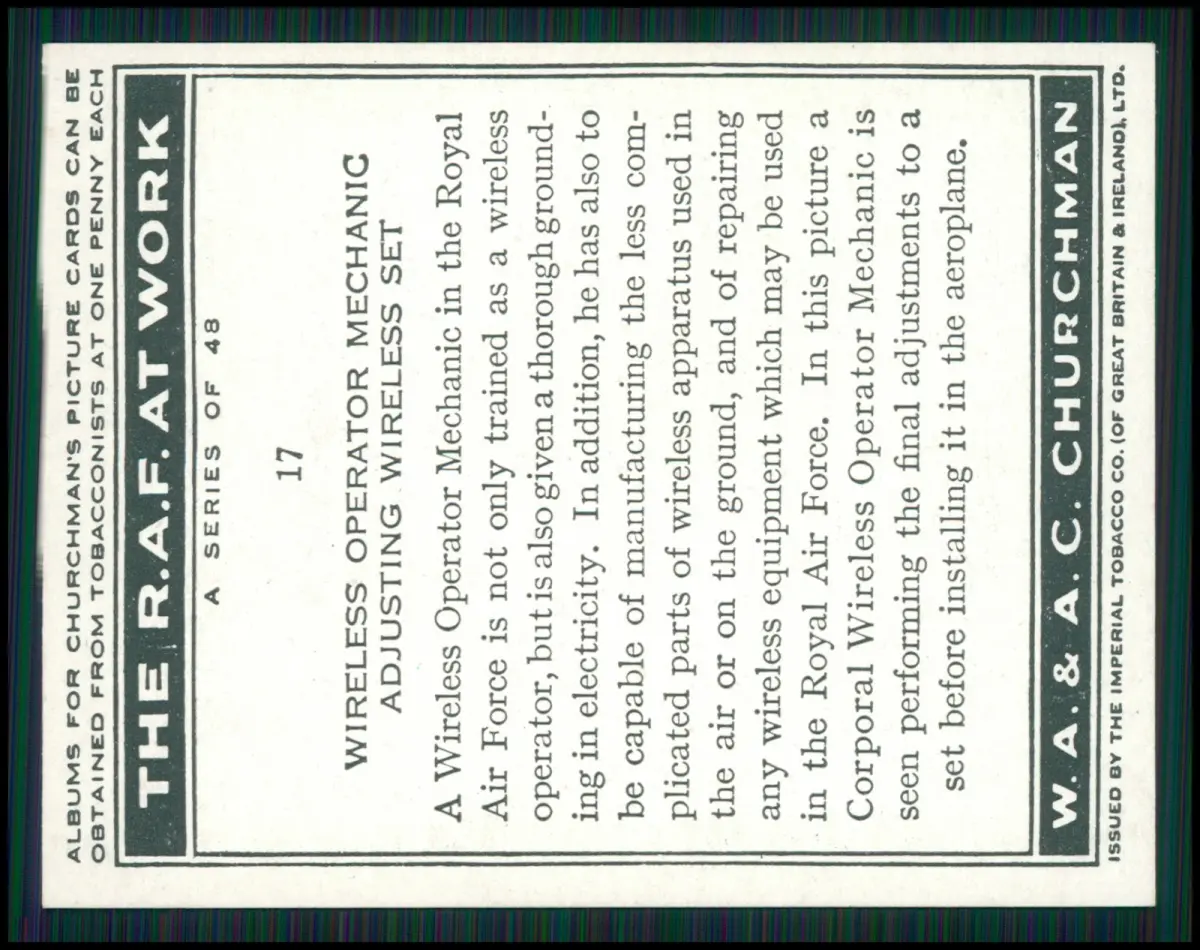 ALBUMS FOR CHURCHMAN'S PICTURE CARDS CAN BE
OBTAINED FROM TOBACCONISTS AT ONE PENNY EACH
THE R.A.F. AT WORK
A SERIES OF 48
17
WIRELESS OPERATOR MECHANIC
ADJUSTING WIRELESS SET
A Wireless Operator Mechanic in the Royal
Air Force is not only trained as a wireless
operator, but is also given a thorough ground-
ing in electricity. In addition, he has also to
be capable of manufacturing the less com-
plicated parts of wireless apparatus used in
the air or on the ground, and of repairing
any wireless equipment which may be used
in the Royal Air Force. In this picture a
Corporal Wireless Operator Mechanic is
seen performing the final adjustments to a
set before installing it in the aeroplane.
W. A. & A. C. CHURCHMAN
ISSUED BY THE IMPERIAL TOBACCO CO. (OF GREAT BRITAIN & IRELAND), LTD.